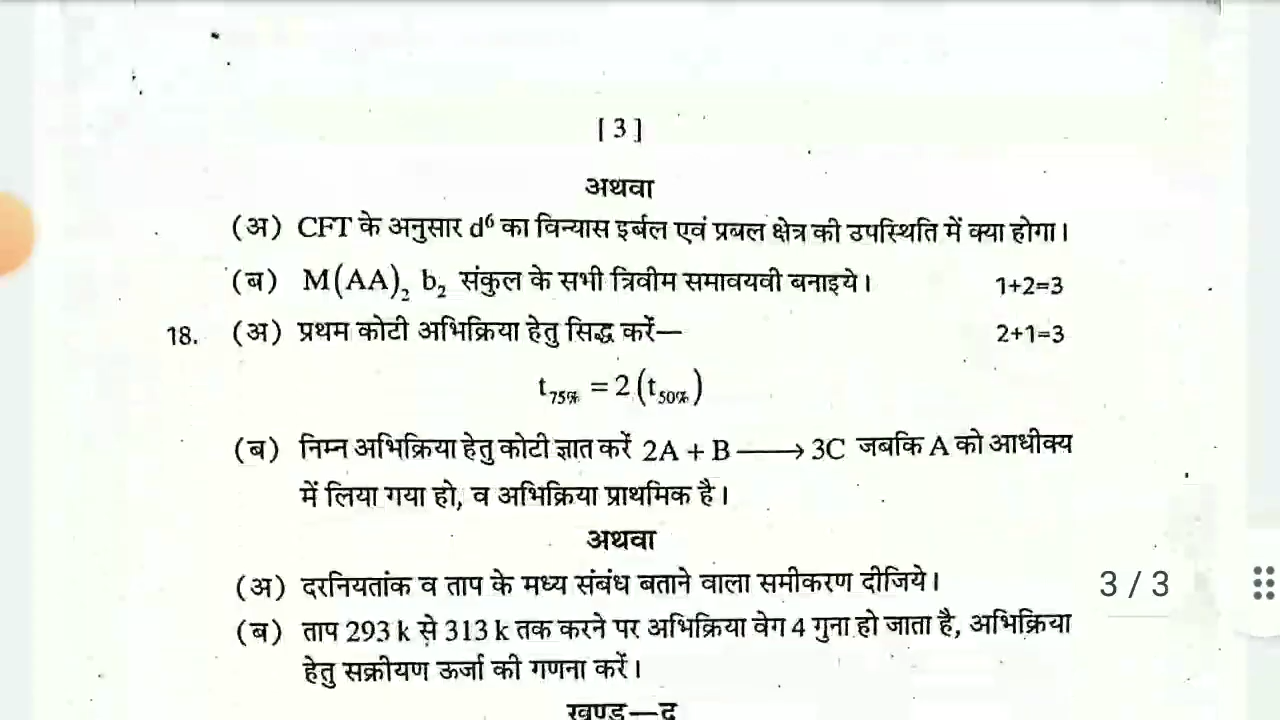 [ 3 ]
अथवा
(अ) CFT के अनुसार d⁶ का विन्यास इर्बल एवं प्रबल क्षेत्र की उपस्थिति में क्या होगा।
(ब) M(AA)₂ b₂ संकुल के सभी त्रिवीम समावयवी बनाइये। 1+2=3
18. (अ) प्रथम कोटी अभिक्रिया हेतु सिद्ध करें— 2+1=3
t₇₅% = 2 (t₅₀%)
(ब) निम्न अभिक्रिया हेतु कोटी ज्ञात करें 2A + B ⟶ 3C जबकि A को आधीक्य
में लिया गया हो, व अभिक्रिया प्राथमिक है।
अथवा
(अ) दरनियतांक व ताप के मध्य संबंध बताने वाला समीकरण दीजिये।
3 / 3
(ब) ताप 293 k से 313 k तक करने पर अभिक्रिया वेग 4 गुना हो जाता है, अभिक्रिया
हेतु सक्रीयण ऊर्जा की गणना करें।
खण्ड—द